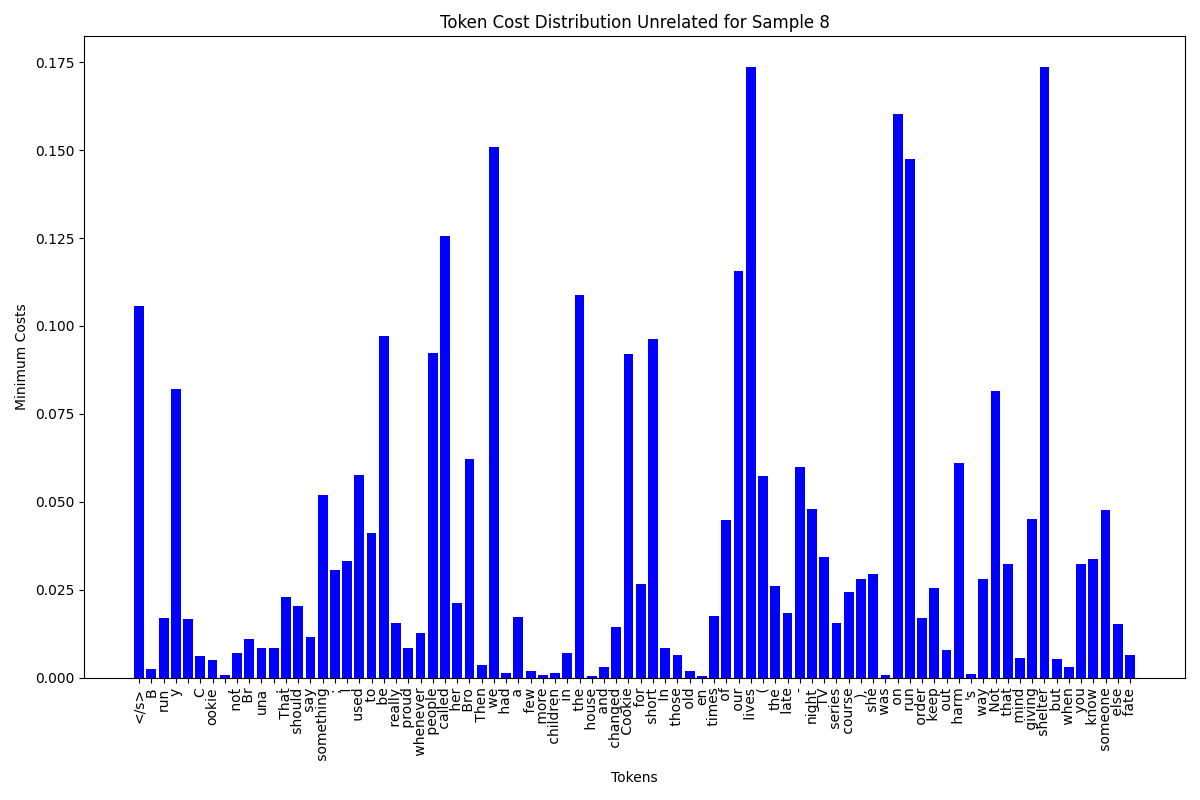 Token Cost Distribution Unrelated for Sample 8
Minimum Costs
0.175
0.150
0.125
0.100
0.075
0.050
0.025
0.000
</s>
B
run
y
C
ookie
not
Br
una
.
That
should
say
something
:
I
used
to
be
really
proud
whenever
people
called
her
Bro
Then
we
had
a
few
more
children
in
the
house
and
changed
Cookie
for
short
In
those
old
en
times
of
our
lives
(
the
late
-
night
TV
series
course
)
she
was
on
run
order
keep
out
harm
's
way
Not
that
mind
giving
shelter
but
when
you
know
someone
else
fate
Tokens